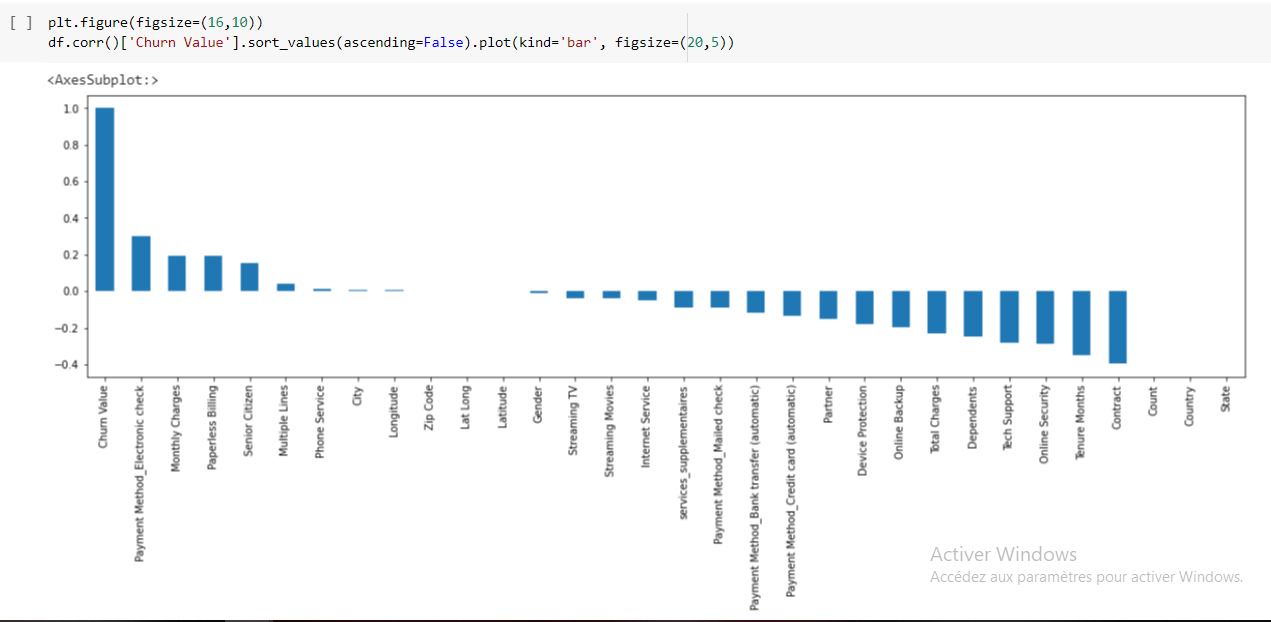 [ ] plt.figure(figsize=(16,10))
df.corr()['Churn Value'].sort_values(ascending=False).plot(kind='bar', figsize=(20,5))
<AxesSubplot:>
1.0
0.8
0.6
0.4
0.2
0.0
−0.2
−0.4
Churn Value
Payment Method_Electronic check
Monthly Charges
Paperless Billing
Senior Citizen
Multiple Lines
Phone Service
City
Longitude
Zip Code
Lat Long
Latitude
Gender
Streaming TV
Streaming Movies
Internet Service
services_supplementaires
Payment Method_Mailed check
Payment Method_Bank transfer (automatic)
Payment Method_Credit card (automatic)
Partner
Device Protection
Online Backup
Total Charges
Dependents
Tech Support
Online Security
Tenure Months
Contract
Count
Country
State
Activer Windows
Accédez aux paramètres pour activer Windows.